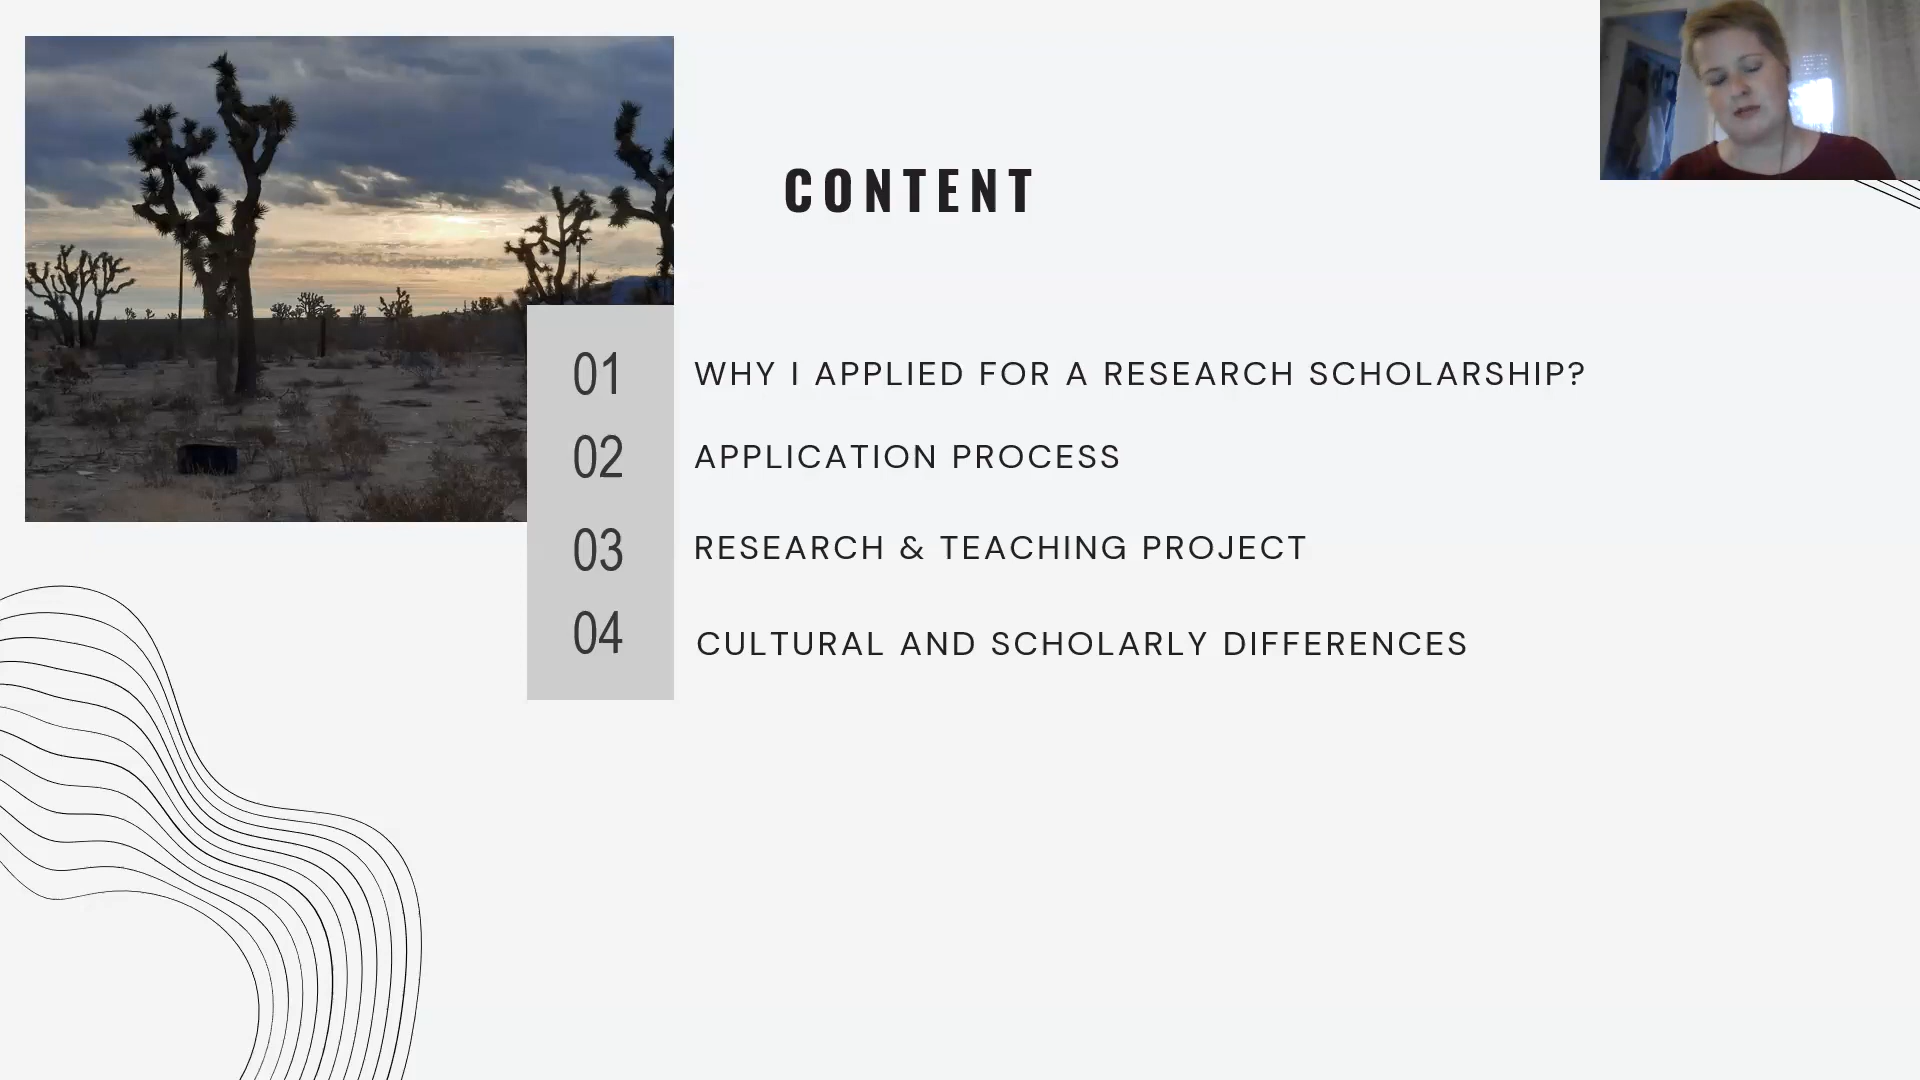 CONTENT
01 WHY I APPLIED FOR A RESEARCH SCHOLARSHIP?
02 APPLICATION PROCESS
03 RESEARCH & TEACHING PROJECT
04 CULTURAL AND SCHOLARLY DIFFERENCES